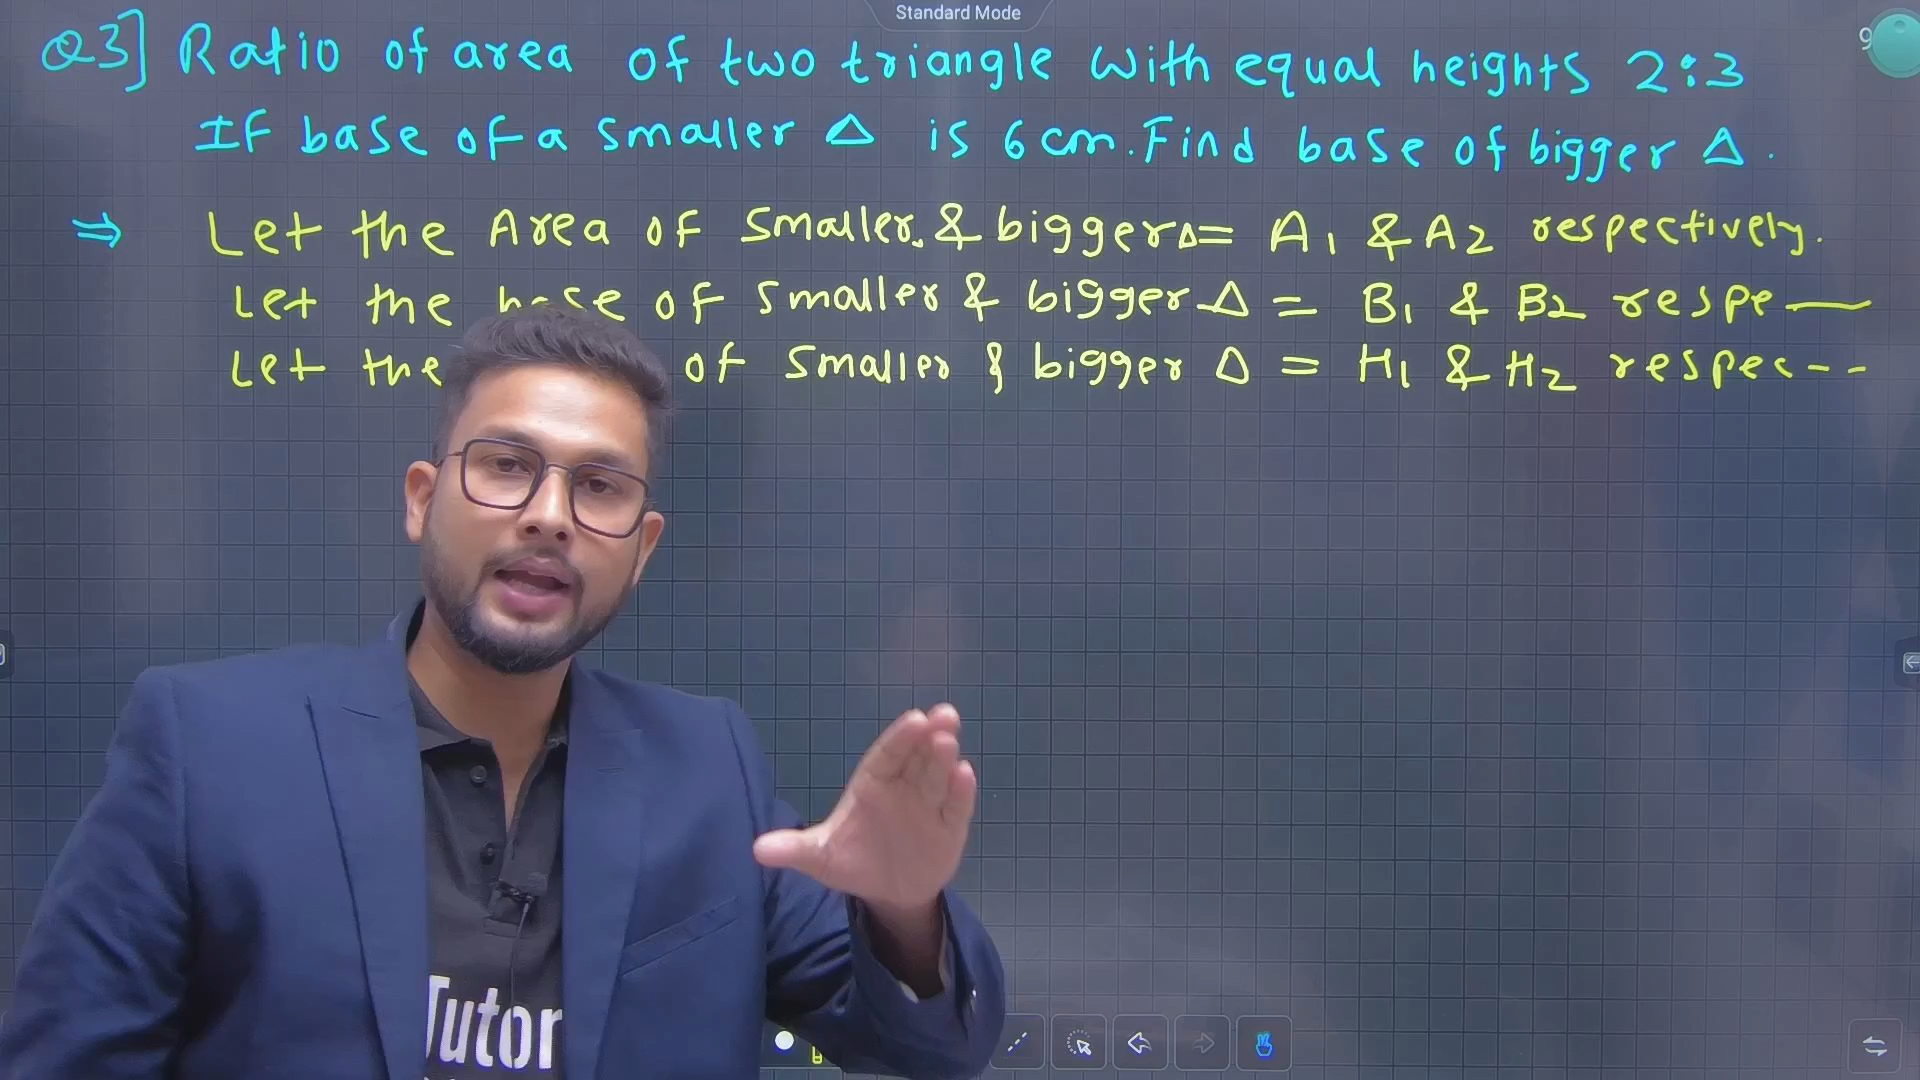 Standard Mode
9
Q3] Ratio of area of two triangle with equal heights 2:3
If base of a smaller Δ is 6 cm. Find base of bigger Δ.
⇒ Let the Area of smaller & bigger Δ = A1 & A2 respectively.
Let the base of smaller & bigger Δ = B1 & B2 respe—
Let the of smaller & bigger Δ = H1 & H2 respec--
Tutor